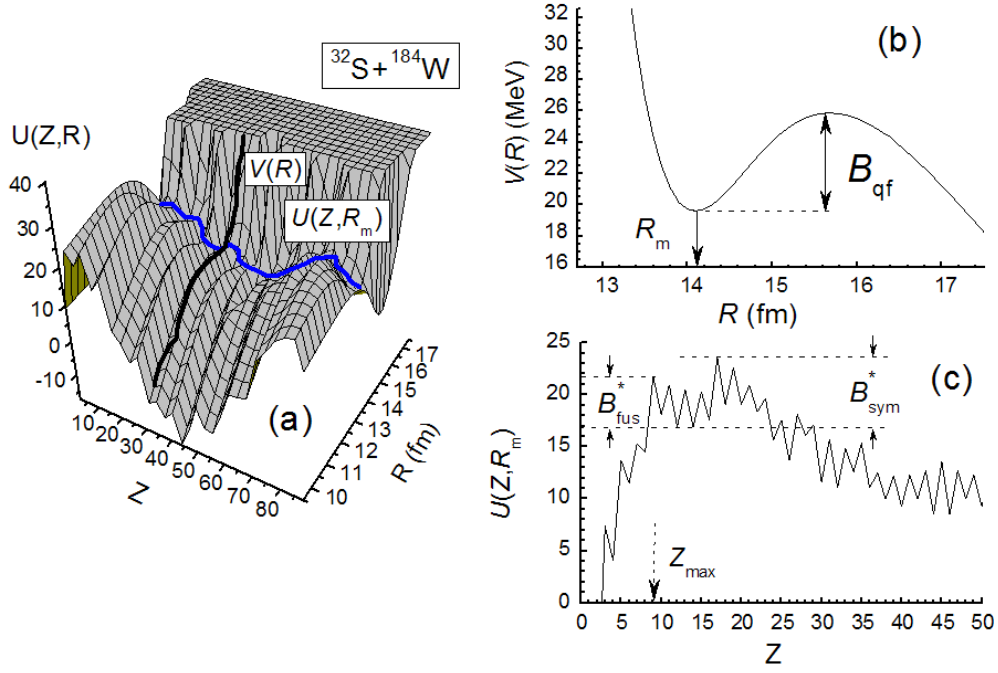 ³²S+ ¹⁸⁴W
U(Z,R)
V(R)
U(Z,R_m)
40
30
20
10
0
-10
10
20
30
40
50
60
70
80
Z
10
11
12
13
14
15
16
17
R (fm)
(a)
(b)
V(R) (MeV)
32
30
28
26
24
22
20
18
16
B_qf
R_m
13 14 15 16 17
R (fm)
(c)
U(Z,R_m)
25
20
15
10
5
0
B*_fus
B*_sym
Z_max
0 5 10 15 20 25 30 35 40 45 50
Z